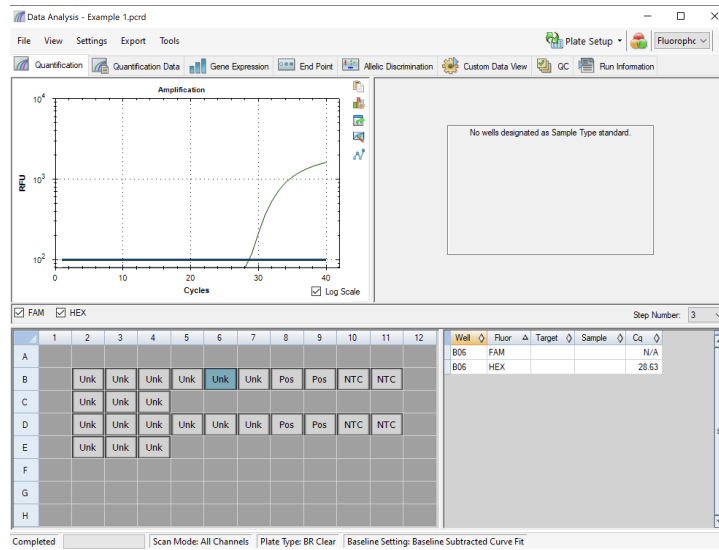 Data Analysis - Example 1.pcrd
File View Settings Export Tools
Plate Setup
Fluoropho
Quantification Quantification Data Gene Expression End Point Allelic Discrimination Custom Data View QC Run Information
Amplification
RFU
10^4
10^3
10^2
0 10 20 30 40
Cycles
Log Scale
No wells designated as Sample Type standard.
FAM HEX
Step Number: 3
1 2 3 4 5 6 7 8 9 10 11 12
A
B Unk Unk Unk Unk Unk Unk Pos Pos NTC NTC
C Unk Unk Unk
D Unk Unk Unk Unk Unk Unk Pos Pos NTC NTC
E Unk Unk Unk
F
G
H
Well Fluor Target Sample Cq
B06 FAM N/A
B06 HEX 28.63
Completed Scan Mode: All Channels Plate Type: BR Clear Baseline Setting: Baseline Subtracted Curve Fit